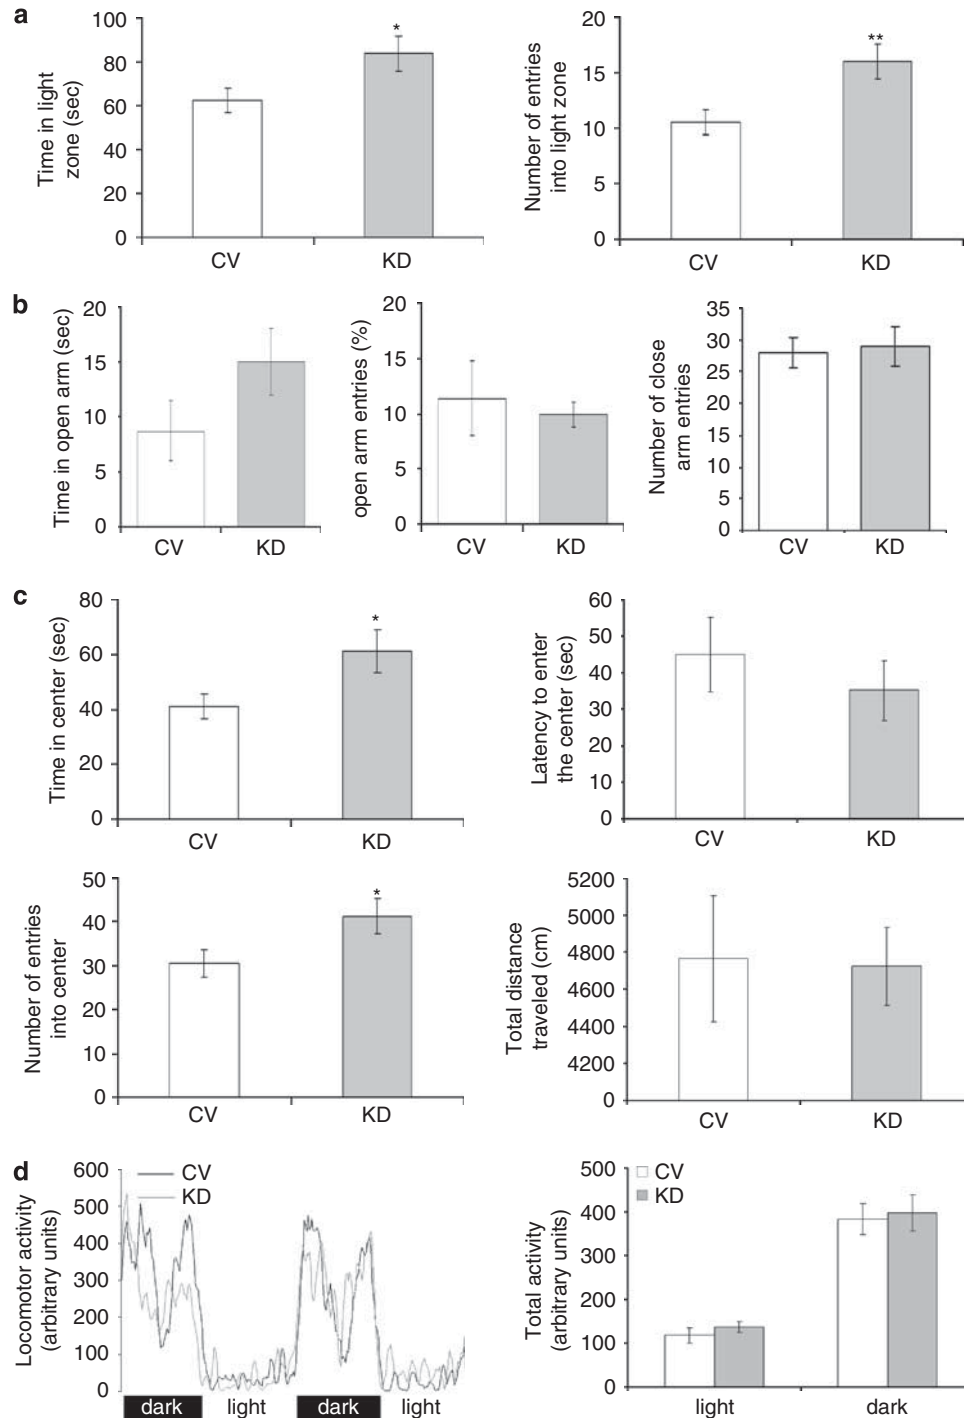 a
Time in light
zone (sec)
100
80
60
40
20
0
*
CV
KD
Number of entries
into light zone
20
15
10
5
0
**
CV
KD
b
Time in open arm (sec)
20
15
10
5
0
CV
KD
open arm entries (%)
20
15
10
5
0
CV
KD
Number of close
arm entries
35
30
25
20
15
10
5
0
CV
KD
c
Time in center (sec)
80
60
40
20
0
*
CV
KD
Latency to enter
the center (sec)
60
50
40
30
20
10
0
CV
KD
Number of entries
into center
50
40
30
20
10
0
*
CV
KD
Total distance
traveled (cm)
5200
5000
4800
4600
4400
4200
0
CV
KD
d
Locomotor activity
(arbitrary units)
600
500
400
300
200
100
0
CV
KD
dark
light
dark
light
Total activity
(arbitrary units)
500
400
300
200
100
0
CV
KD
light
dark